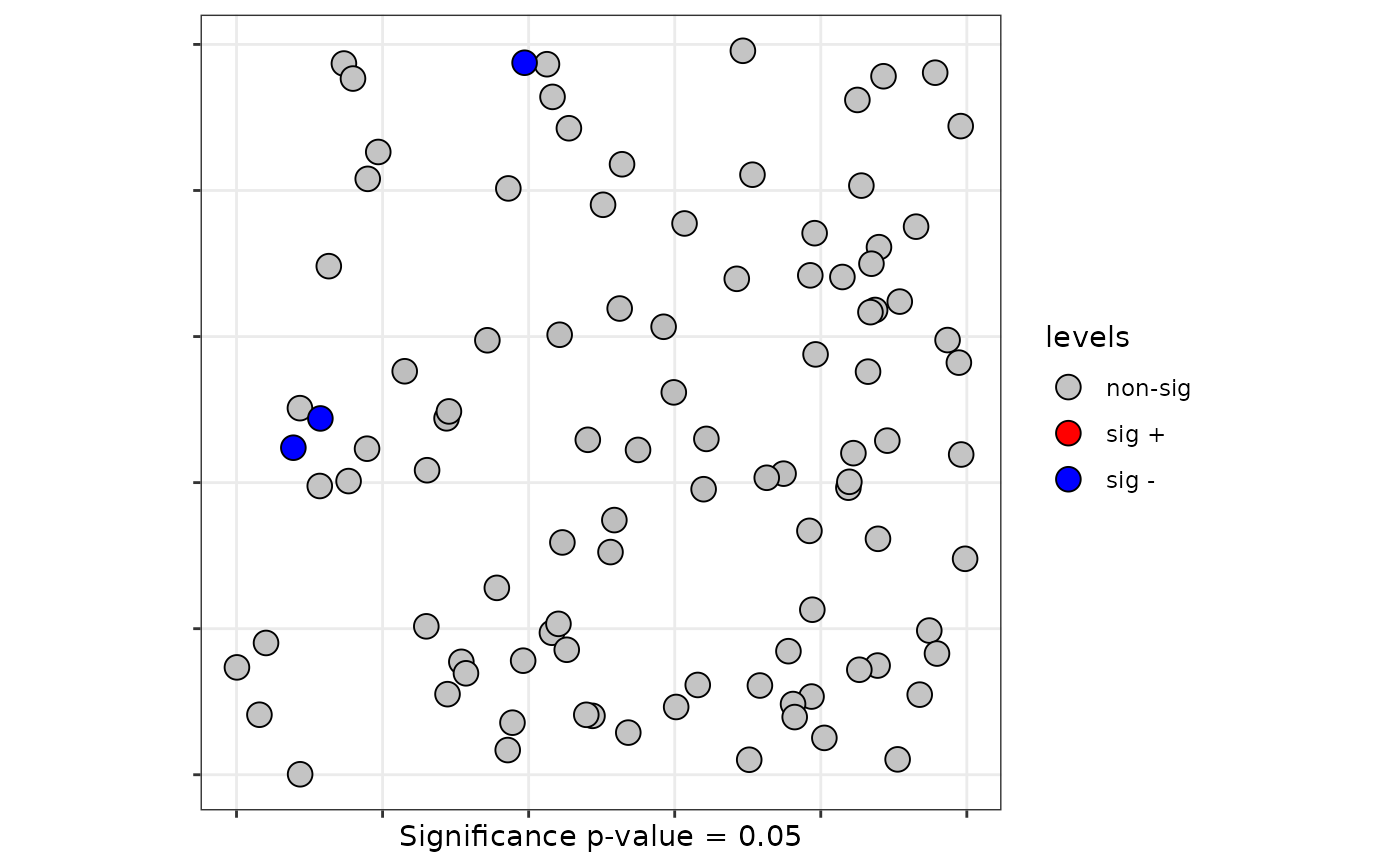 levels
non-sig
sig +
sig -
Significance p-value = 0.05